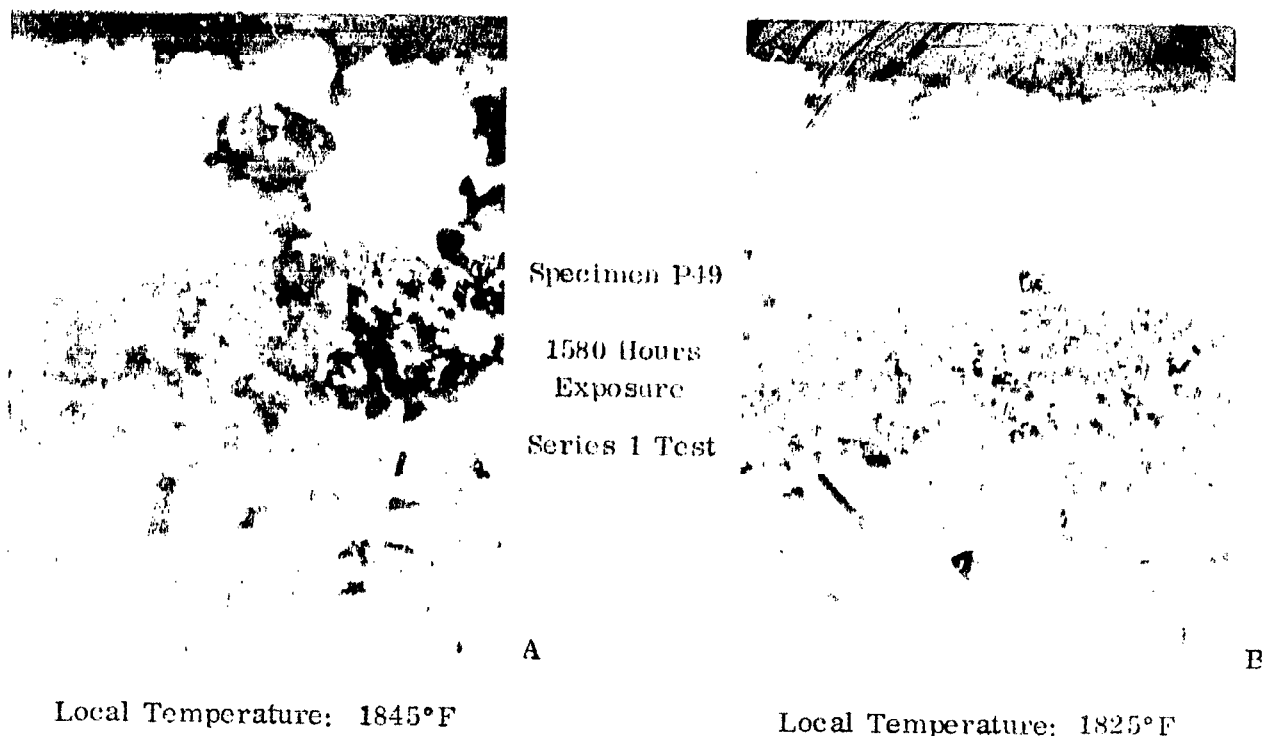 Specimen P49
1580 Hours
Exposure
Series 1 Test
A
B
Local Temperature: 1845°F
Local Temperature: 1825°F